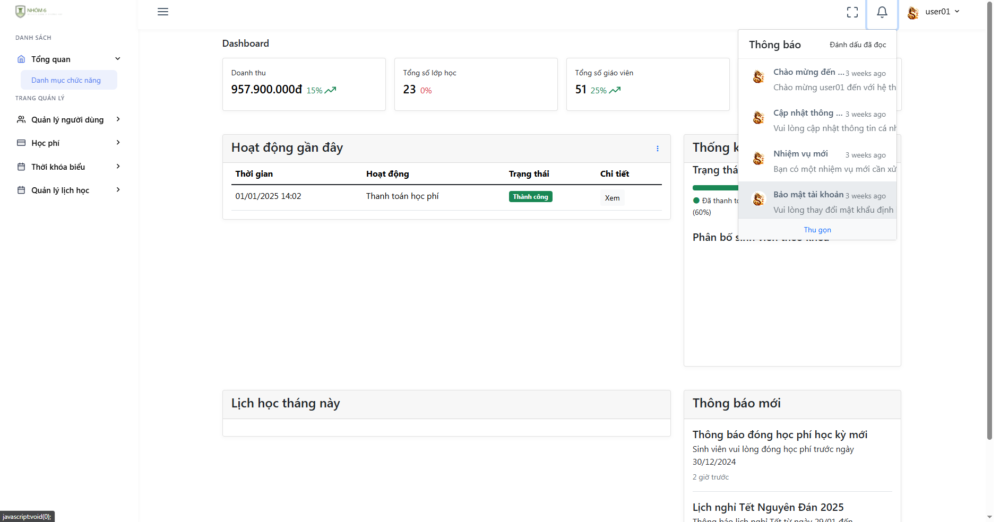 NHÓM 6
user01
DANH SÁCH
Tổng quan
Danh mục chức năng
TRANG QUẢN LÝ
Quản lý người dùng
Học phí
Thời khóa biểu
Quản lý lịch học
Dashboard
Doanh thu
957.900.000đ 15%
Tổng số lớp học
23 0%
Tổng số giáo viên
51 25%
Thông báo Đánh dấu đã đọc
Chào mừng đến ... 3 weeks ago
Chào mừng user01 đến với hệ th
Cập nhật thông ... 3 weeks ago
Vui lòng cập nhật thông tin cá nh
Nhiệm vụ mới 3 weeks ago
Bạn có một nhiệm vụ mới cần xử
Bảo mật tài khoản 3 weeks ago
Vui lòng thay đổi mật khẩu định
Thu gọn
Hoạt động gần đây
Thời gian Hoạt động Trạng thái Chi tiết
01/01/2025 14:02 Thanh toán học phí Thành công Xem
Thống k
Trạng thá
Đã thanh to
(60%)
Phân bố sinh viên theo khoa
Lịch học tháng này
Thông báo mới
Thông báo đóng học phí học kỳ mới
Sinh viên vui lòng đóng học phí trước ngày
30/12/2024
2 giờ trước
Lịch nghỉ Tết Nguyên Đán 2025
Thông báo lịch nghỉ Tết từ ngày 29/01 đến
javascript:void(0);